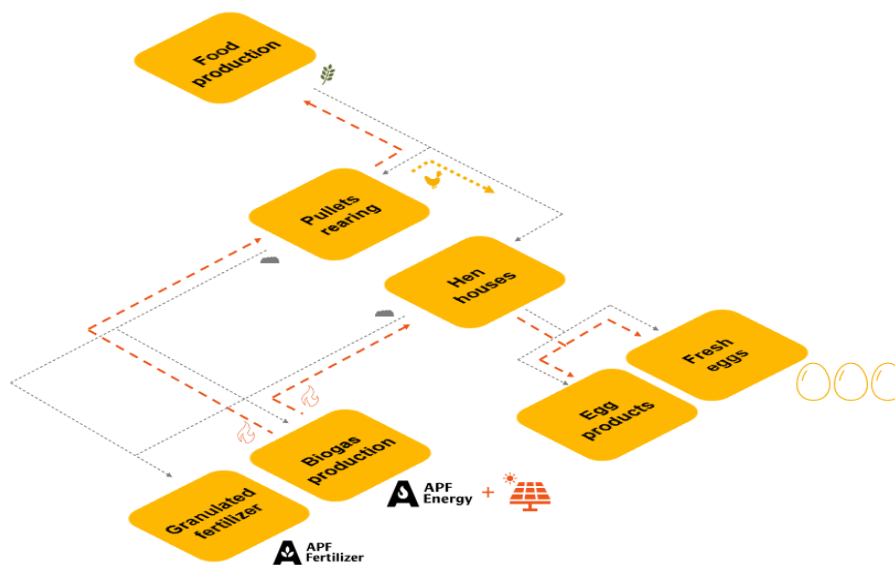 Food
production
Pullets
rearing
Hen
houses
Fresh
eggs
Egg
products
Biogas
production
APF
Energy
+
Granulated
fertilizer
APF
Fertilizer